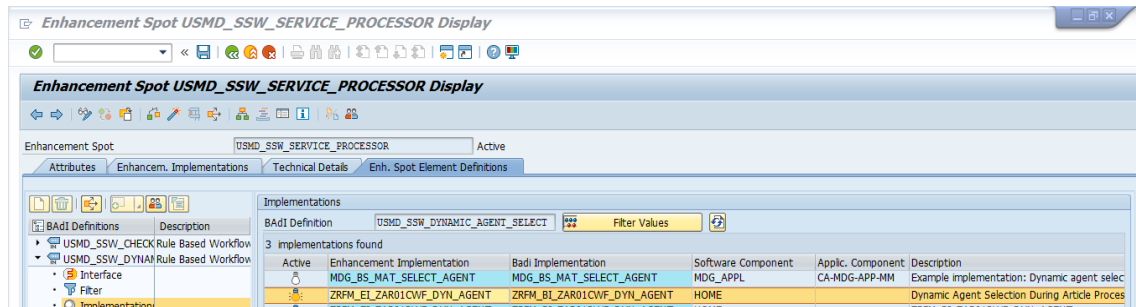 Enhancement Spot USMD_SSW_SERVICE_PROCESSOR Display
Enhancement Spot USMD_SSW_SERVICE_PROCESSOR Display
Enhancement Spot USMD_SSW_SERVICE_PROCESSOR Active
Attributes Enhancem. Implementations Technical Details Enh. Spot Element Definitions
Implementations
BAdI Definition USMD_SSW_DYNAMIC_AGENT_SELECT Filter Values
BAdI Definitions Description
USMD_SSW_CHECK Rule Based Workflow
3 implementations found
USMD_SSW_DYNAM Rule Based Workflow
Active Enhancement Implementation Badi Implementation Software Component Applic. Component Description
Interface
MDG_BS_MAT_SELECT_AGENT MDG_BS_MAT_SELECT_AGENT MDG_APPL CA-MDG-APP-MM Example implementation: Dynamic agent selec
Filter
ZRFM_EI_ZAR01CWF_DYN_AGENT ZRFM_BI_ZAR01CWF_DYN_AGENT HOME Dynamic Agent Selection During Article Proces
Implementation